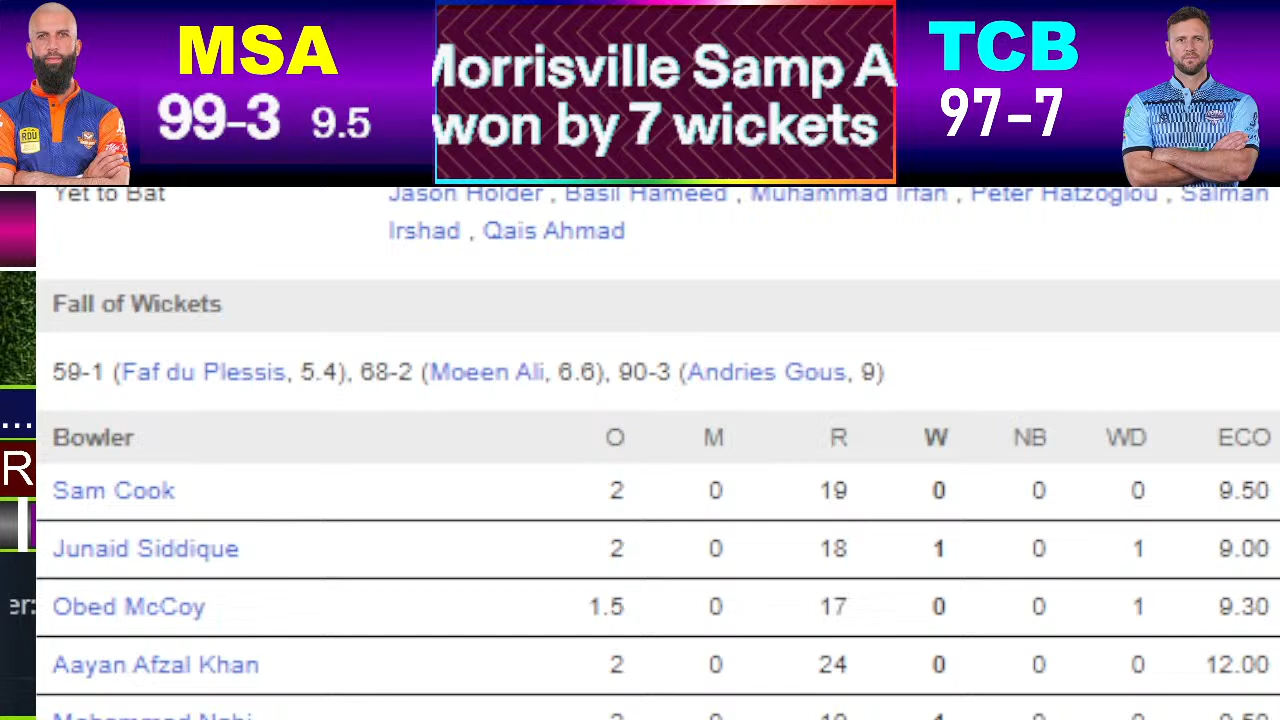 MSA
99-3 9.5
Morrisville Samp A
won by 7 wickets
TCB
97-7
Yet to Bat Jason Holder , Basil Hameed , Muhammad Irfan , Peter Hatzoglou , Salman
Irshad , Qais Ahmad
Fall of Wickets
59-1 (Faf du Plessis, 5.4), 68-2 (Moeen Ali, 6.6), 90-3 (Andries Gous, 9)
Bowler O M R W NB WD ECO
Sam Cook 2 0 19 0 0 0 9.50
Junaid Siddique 2 0 18 1 0 1 9.00
...
R
Obed McCoy 1.5 0 17 0 0 1 9.30
er:
Aayan Afzal Khan 2 0 24 0 0 0 12.00
Mohammad Nabi 2